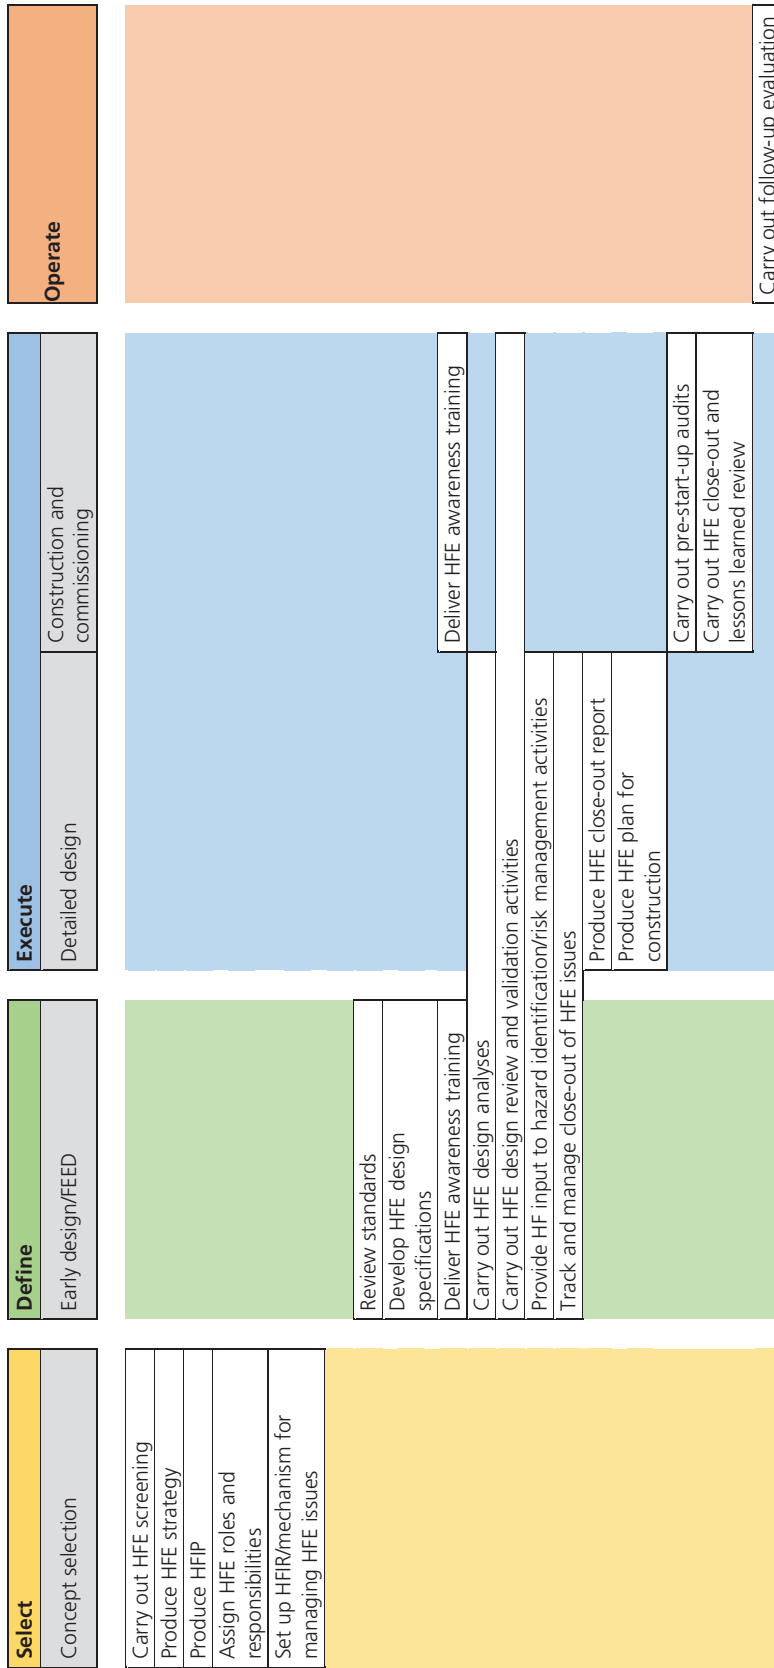 Select
Concept selection
Carry out HFE screening
Produce HFE strategy
Produce HFIP
Assign HFE roles and
responsibilities
Set up HFIR/mechanism for
managing HFE issues
Define
Early design/FEED
Review standards
Develop HFE design
specifications
Deliver HFE awareness training
Carry out HFE design analyses
Carry out HFE design review and validation activities
Provide HF input to hazard identification/risk management activities
Track and manage close-out of HFE issues
Execute
Detailed design
Construction and
commissioning
Deliver HFE awareness training
Produce HFE close-out report
Produce HFE plan for
construction
Carry out pre-start-up audits
Carry out HFE close-out and
lessons learned review
Operate
Carry out follow-up evaluation